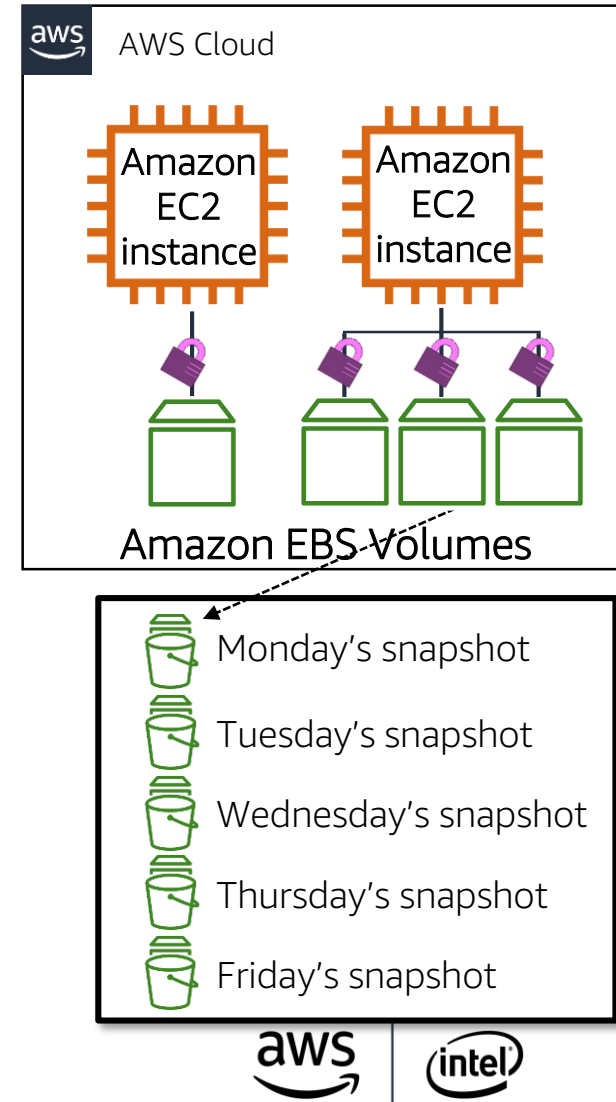 aws
AWS Cloud
Amazon
EC2
instance
Amazon
EC2
instance
Amazon EBS Volumes
Monday’s snapshot
Tuesday’s snapshot
Wednesday’s snapshot
Thursday’s snapshot
Friday’s snapshot
aws
intel